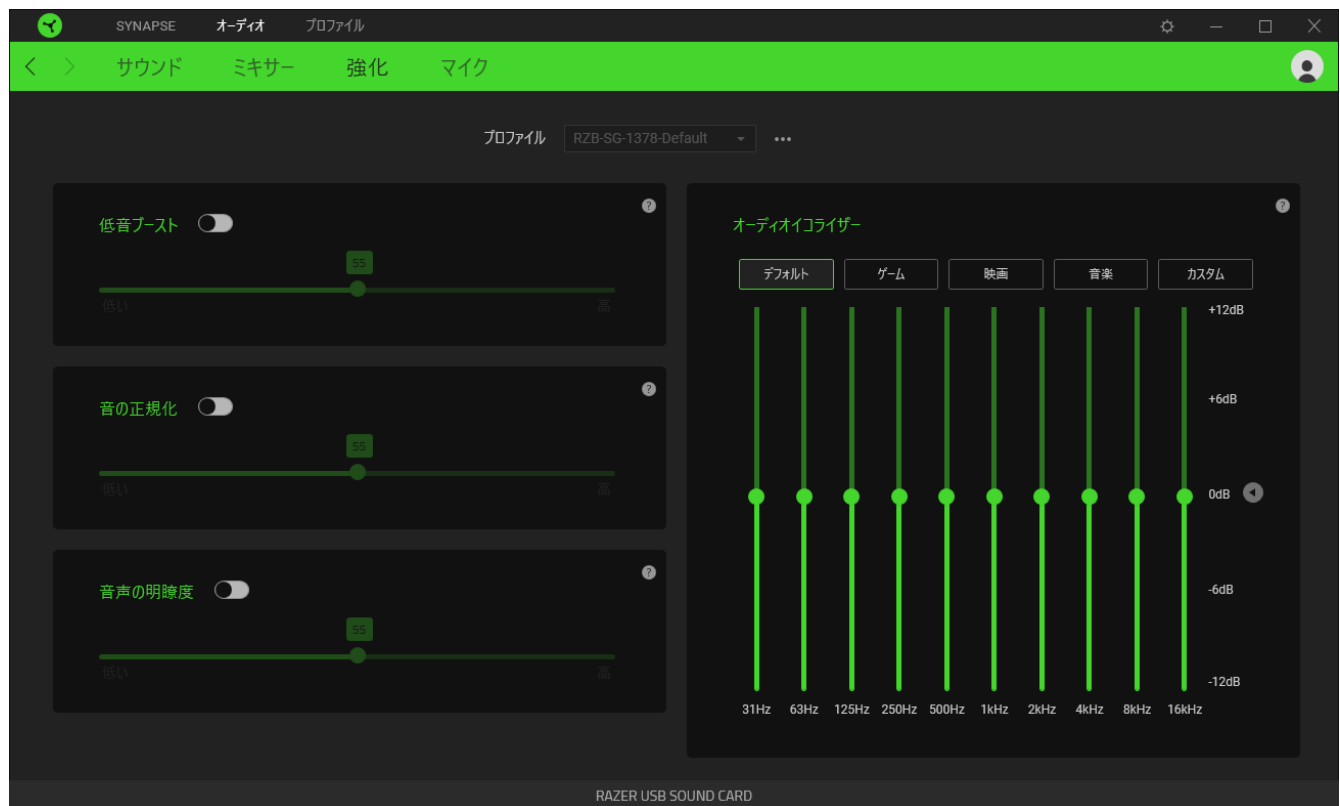 SYNAPSE オーディオ プロファイル
サウンド ミキサー 強化 マイク
プロファイル RZB-SG-1378-Default
低音ブースト
55
低い 高
音の正規化
55
低い 高
音声の明瞭度
55
低い 高
オーディオイコライザー
デフォルト ゲーム 映画 音楽 カスタム
+12dB
+6dB
0dB
-6dB
-12dB
31Hz 63Hz 125Hz 250Hz 500Hz 1kHz 2kHz 4kHz 8kHz 16kHz
RAZER USB SOUND CARD